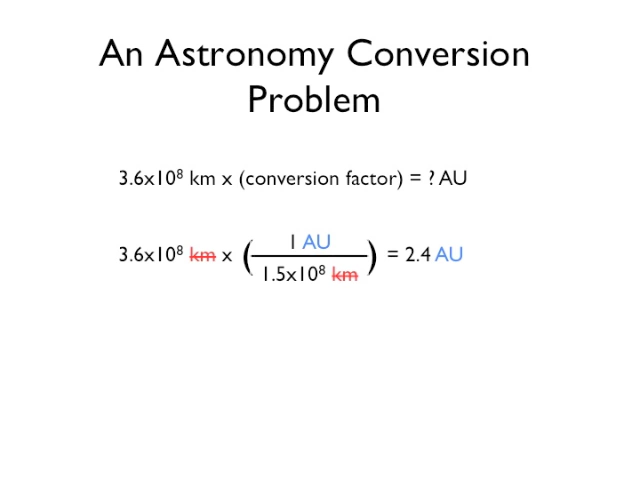 An Astronomy Conversion
Problem
3.6x10⁸ km x (conversion factor) = ? AU
3.6x10⁸ km x ( 1 AU / 1.5x10⁸ km ) = 2.4 AU